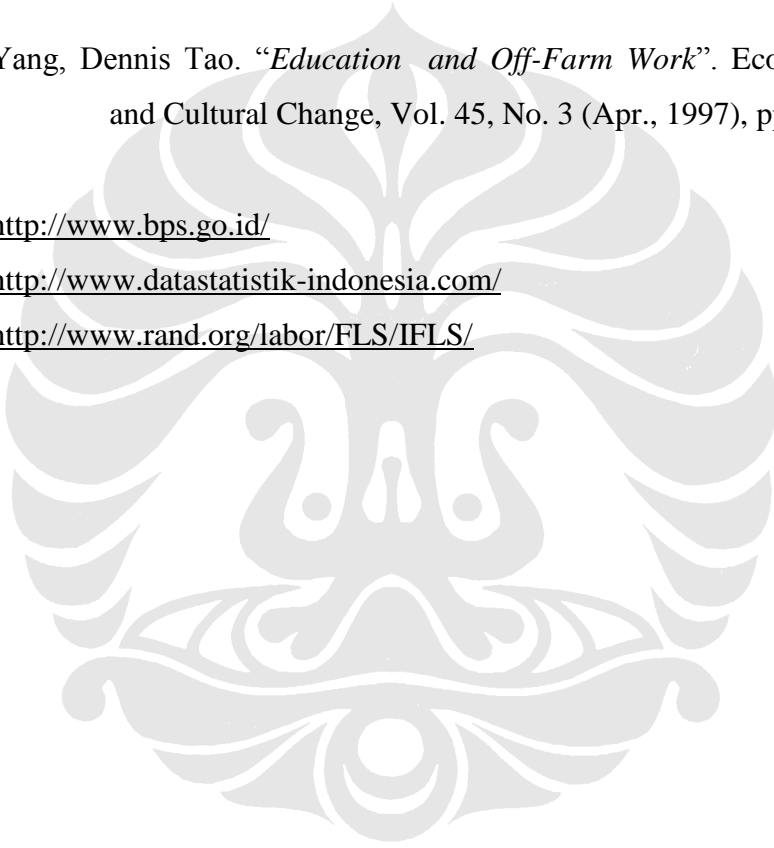 Yang, Dennis Tao. “Education and Off-Farm Work”. Eco
and Cultural Change, Vol. 45, No. 3 (Apr., 1997), p
http://www.bps.go.id/
http://www.datastatistik-indonesia.com/
http://www.rand.org/labor/FLS/IFLS/